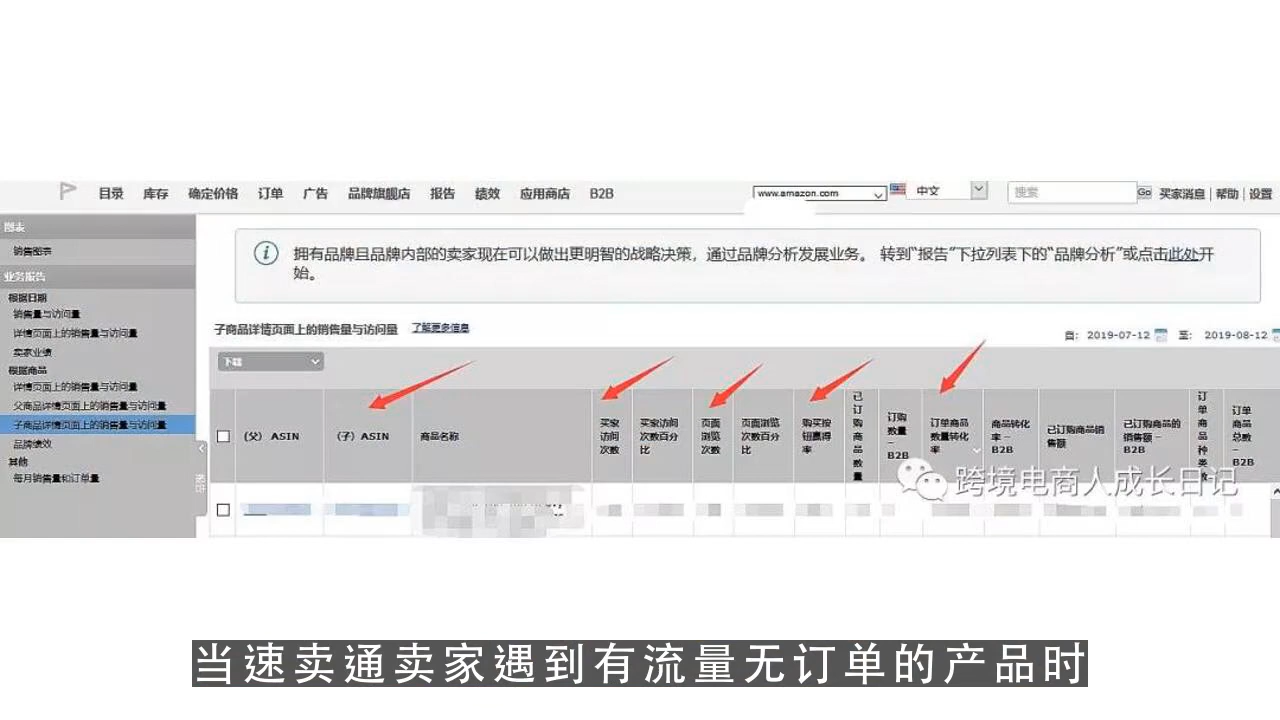 目录 库存 确定价格 订单 广告 品牌旗舰店 报告 绩效 应用商店 B2B www.amazon.com 中文 搜索 Go 买家消息 | 帮助 | 设置
图表
销售图表
业务报告
根据日期
销售量与访问量
详情页面上的销售量与访问量
卖家业绩
根据商品
详情页面上的销售量与访问量
父商品详情页面上的销售量与访问量
子商品详情页面上的销售量与访问量
品牌绩效
其他
每月销售量和订单量
拥有品牌且品牌内部的卖家现在可以做出更明智的战略决策，通过品牌分析发展业务。 转到“报告”下拉列表下的“品牌分析”或点击此处开
始。
子商品详情页面上的销售量与访问量 了解更多信息
自: 2019-07-12 至: 2019-08-12
下载
（父）ASIN
（子）ASIN
商品名称
买家
访问
次数
买家访问
次数百分
比
页面
浏览
次数
页面浏览
次数百分
比
购买按
钮赢得
率
已
订
购
商
品
数
量
订购
数量
–
B2B
订单商品
数量转化
率
商品转化
率 –
B2B
已订购商品销
售额
已订购商品的
销售额 –
B2B
订
单
商
品
种
类
数
订单
商品
总数
–
B2B
跨境电商人成长日记
当速卖通卖家遇到有流量无订单的产品时